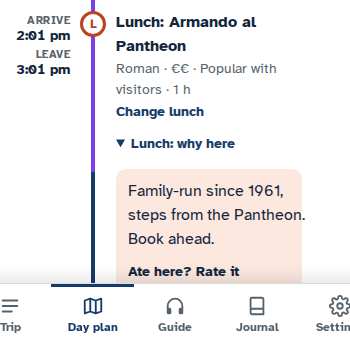 ARRIVE
2:01 pm
LEAVE
3:01 pm
L
Lunch: Armando al
Pantheon
Roman · €€ · Popular with
visitors · 1 h
Change lunch
▼ Lunch: why here
Family-run since 1961,
steps from the Pantheon.
Book ahead.
Ate here? Rate it
Trip
Day plan
Guide
Journal
Settin